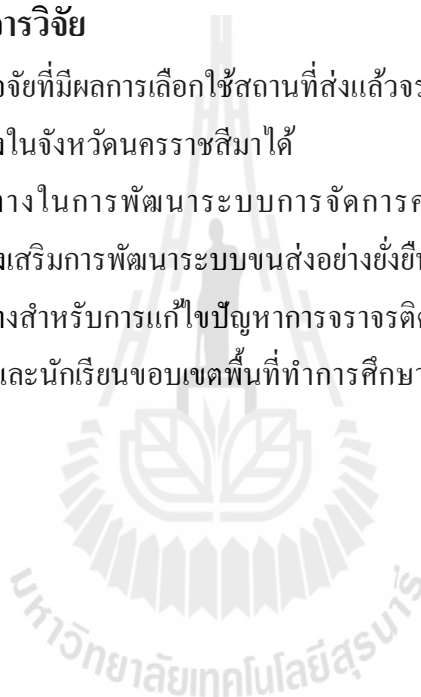 ารวิจัย
จจัยที่มีผลการเลือกใช้สถานที่ส่งแล้วจร
งในจังหวัดนครราชสีมาได้
ทางในการพัฒนาระบบการจัดการค
งเสริมการพัฒนาระบบขนส่งอย่างยั่งยืน
างสำหรับการแก้ไขปัญหาการจราจรติด
และนักเรียนขอบเขตพื้นที่ทำการศึกษา
มหาวิทยาลัยเทคโนโลยีสุรนารี